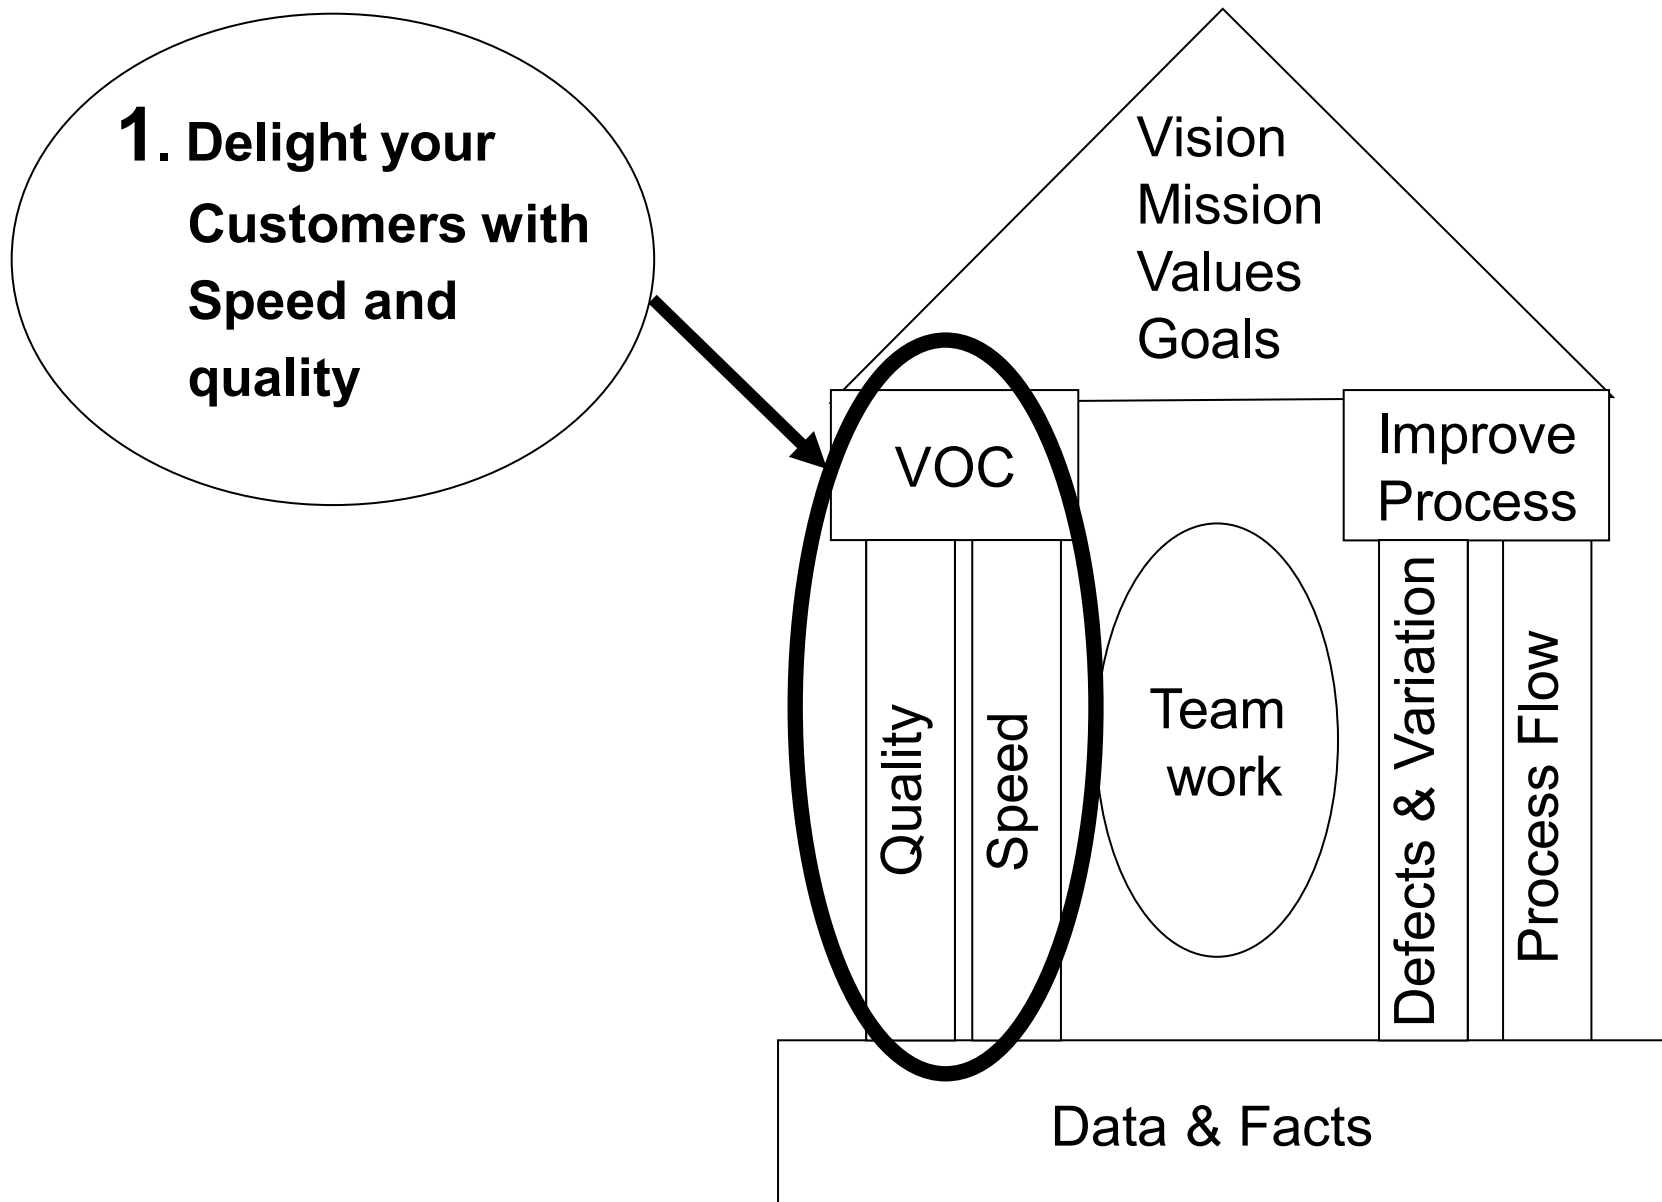 1. Delight your
Customers with
Speed and
quality
Vision
Mission
Values
Goals
VOC
Improve
Process
Quality
Speed
Team
work
Defects & Variation
Process Flow
Data & Facts